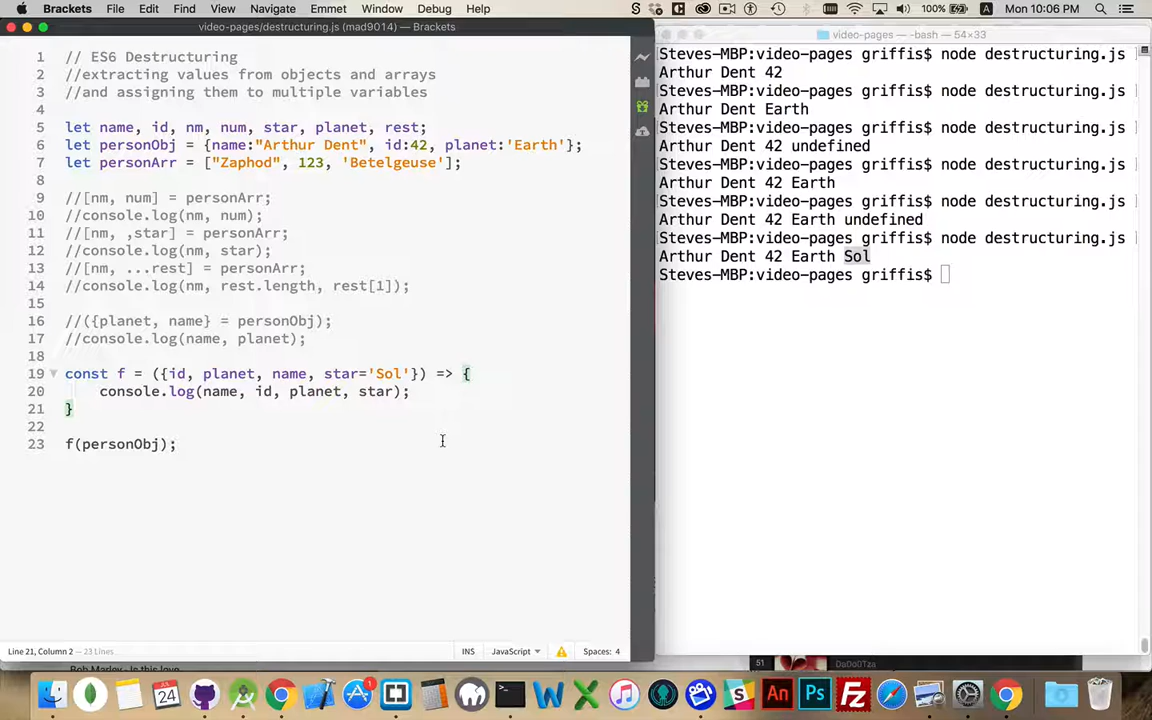 Brackets File Edit Find View Navigate Emmet Window Debug Help 100% Mon 10:06 PM
video-pages/destructuring.js (mad9014) — Brackets
1 // ES6 Destructuring
2 //extracting values from objects and arrays
3 //and assigning them to multiple variables
4
5 let name, id, nm, num, star, planet, rest;
6 let personObj = {name:"Arthur Dent", id:42, planet:'Earth'};
7 let personArr = ["Zaphod", 123, 'Betelgeuse'];
8
9 //[nm, num] = personArr;
10 //console.log(nm, num);
11 //[nm, ,star] = personArr;
12 //console.log(nm, star);
13 //[nm, ...rest] = personArr;
14 //console.log(nm, rest.length, rest[1]);
15
16 //({planet, name} = personObj);
17 //console.log(name, planet);
18
19 const f = ({id, planet, name, star='Sol'}) => {
20 console.log(name, id, planet, star);
21 }
22
23 f(personObj);
Line 21, Column 2 — 23 Lines
INS JavaScript Spaces: 4
video-pages — -bash — 54×33
Steves-MBP:video-pages griffis$ node destructuring.js
Arthur Dent 42
Steves-MBP:video-pages griffis$ node destructuring.js
Arthur Dent Earth
Steves-MBP:video-pages griffis$ node destructuring.js
Arthur Dent 42 undefined
Steves-MBP:video-pages griffis$ node destructuring.js
Arthur Dent 42 Earth
Steves-MBP:video-pages griffis$ node destructuring.js
Arthur Dent 42 Earth undefined
Steves-MBP:video-pages griffis$ node destructuring.js
Arthur Dent 42 Earth Sol
Steves-MBP:video-pages griffis$
51 DaDo0Tza
24
1
An Ps Fz